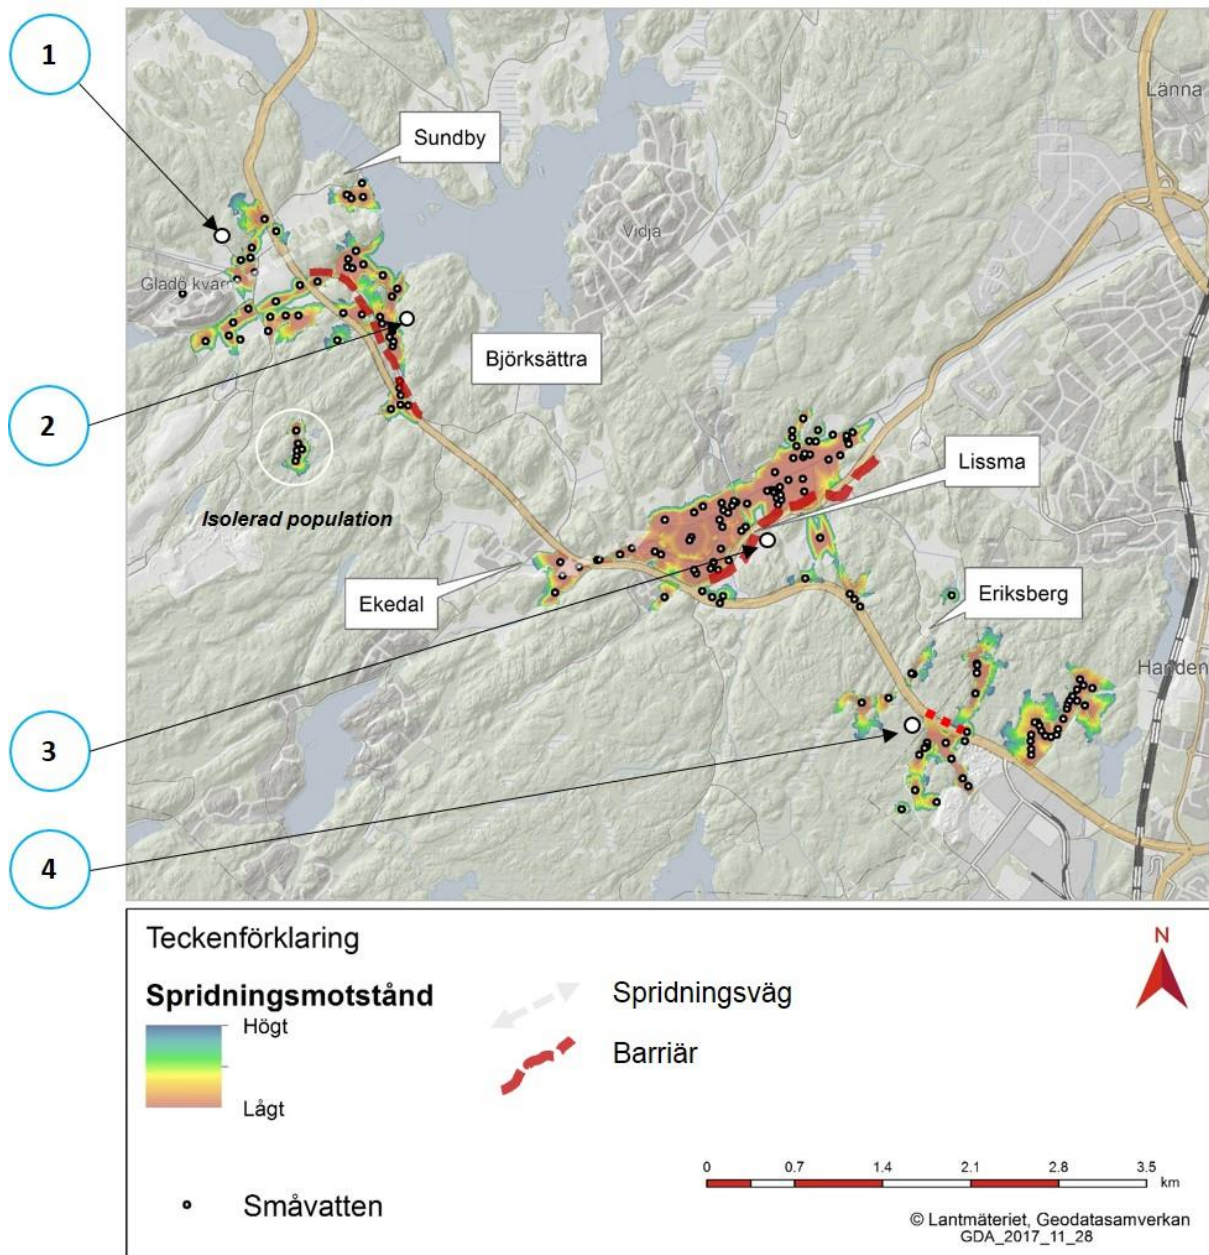 1
Länna
Sundby
Vidja
Gladö kvarn
Björksättra
2
Lissma
Isolerad population
Ekedal
Eriksberg
Handen
3
4
Teckenförklaring
N
Spridningsmotstånd
Högt
Lågt
Spridningsväg
Barriär
0 0.7 1.4 2.1 2.8 3.5
km
Småvatten
© Lantmäteriet, Geodatasamverkan
GDA_2017_11_28